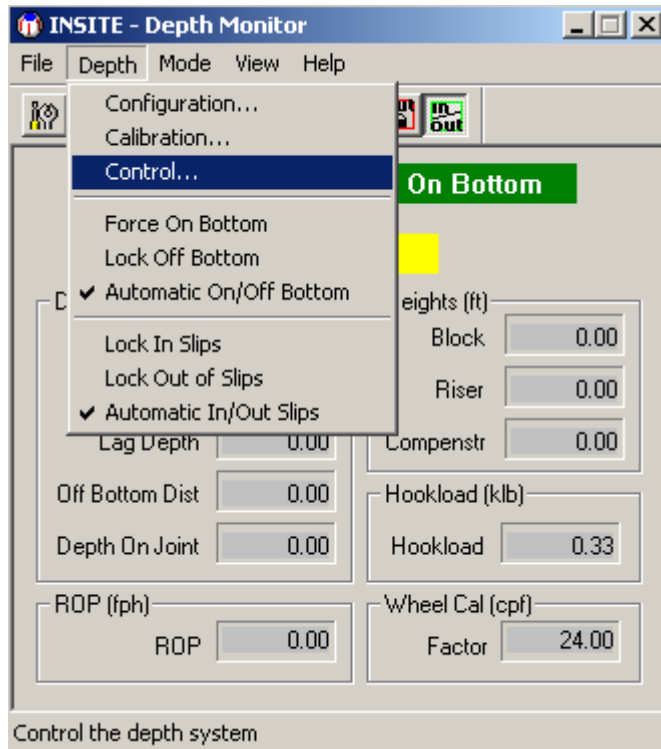 INSITE - Depth Monitor
File Depth Mode View Help
Configuration...
Calibration...
Control...
Force On Bottom
Lock Off Bottom
Automatic On/Off Bottom
Lock In Slips
Lock Out of Slips
Automatic In/Out Slips
In..
out
On Bottom
D
eights (ft)
Block 0.00
Riser 0.00
Compenstr 0.00
Lag Depth 0.00
Off Bottom Dist 0.00
Depth On Joint 0.00
Hookload (klb)
Hookload 0.33
ROP (fph)
ROP 0.00
Wheel Cal (cpf)
Factor 24.00
Control the depth system